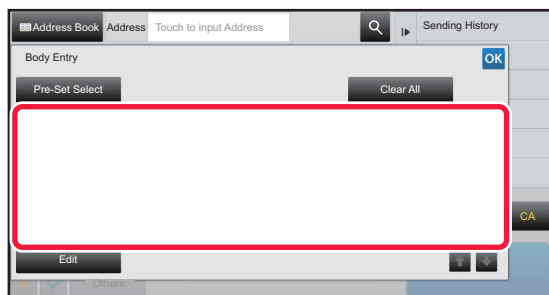 Address Book Address Touch to input Address Sending History
Body Entry OK
Pre-Set Select Clear All
CA
Edit
Others